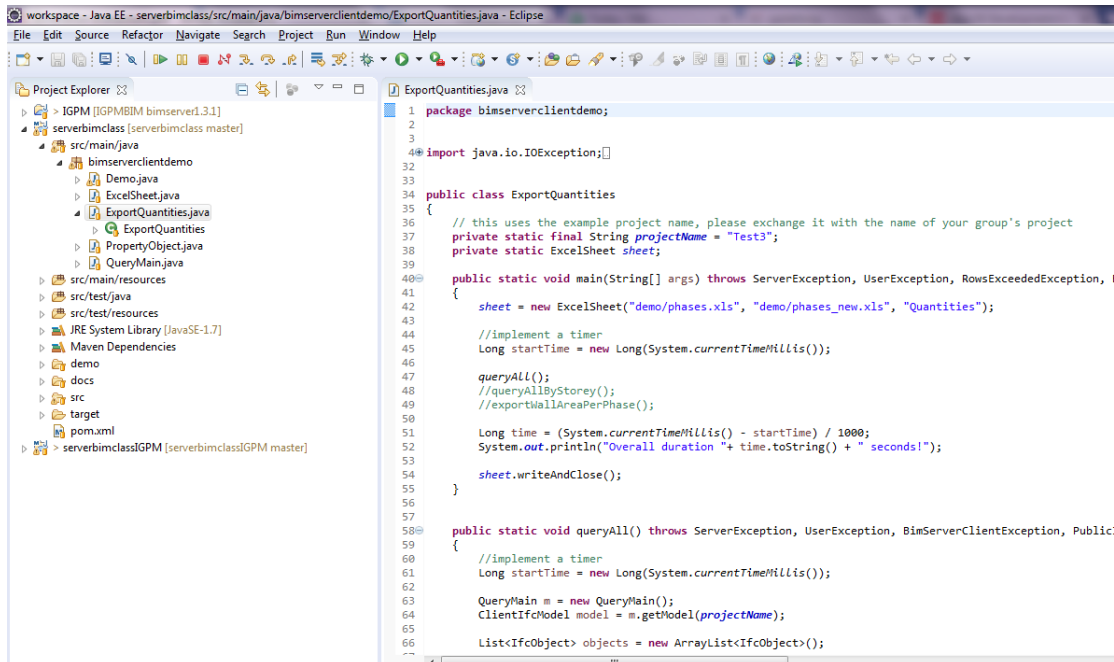 workspace - Java EE - serverbimclass/src/main/java/bimserverclientdemo/ExportQuantities.java - Eclipse
File Edit Source Refactor Navigate Search Project Run Window Help
Project Explorer
> IGPM [IGPMBIM bimserver1.3.1]
serverbimclass [serverbimclass master]
src/main/java
bimserverclientdemo
Demo.java
ExcelSheet.java
ExportQuantities.java
ExportQuantities
PropertyObject.java
QueryMain.java
src/main/resources
src/test/java
src/test/resources
JRE System Library [JavaSE-1.7]
Maven Dependencies
demo
docs
src
target
pom.xml
> serverbimclassIGPM [serverbimclassIGPM master]
ExportQuantities.java
1 package bimserverclientdemo;
2
3
4 import java.io.IOException;
32
33
34 public class ExportQuantities
35 {
36 // this uses the example project name, please exchange it with the name of your group's project
37 private static final String projectName = "Test3";
38 private static ExcelSheet sheet;
39
40 public static void main(String[] args) throws ServerException, UserException, RowsExceededException,
41 {
42 sheet = new ExcelSheet("demo/phases.xls", "demo/phases_new.xls", "Quantities");
43
44 //implement a timer
45 Long startTime = new Long(System.currentTimeMillis());
46
47 queryAll();
48 //queryAllByStorey();
49 //exportWallAreaPerPhase();
50
51 Long time = (System.currentTimeMillis() - startTime) / 1000;
52 System.out.println("Overall duration "+ time.toString() + " seconds!");
53
54 sheet.writeAndClose();
55 }
56
57
58 public static void queryAll() throws ServerException, UserException, BimServerClientException, Public
59 {
60 //implement a timer
61 Long startTime = new Long(System.currentTimeMillis());
62
63 QueryMain m = new QueryMain();
64 ClientIfcModel model = m.getModel(projectName);
65
66 List<IfcObject> objects = new ArrayList<IfcObject>();